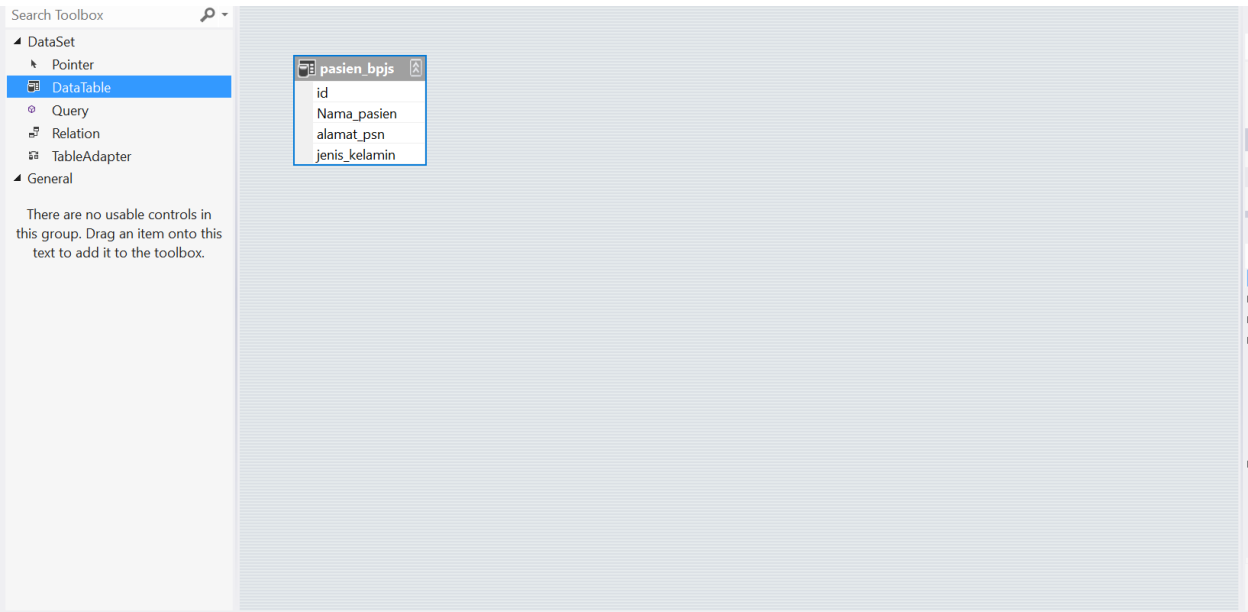 Search Toolbox
DataSet
Pointer
DataTable
Query
Relation
TableAdapter
General
There are no usable controls in
this group. Drag an item onto this
text to add it to the toolbox.
pasien_bpjs
id
Nama_pasien
alamat_psn
jenis_kelamin